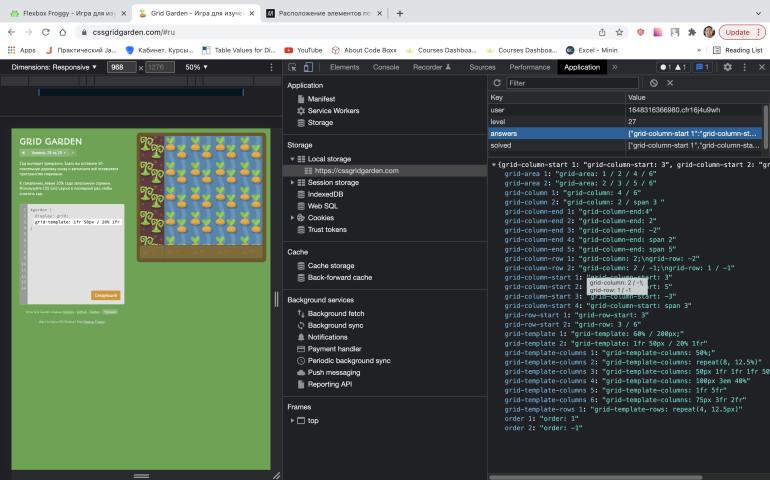 Flexbox Froggy - Игра для изу
Grid Garden - Игра для изуче
Расположение элементов по
cssgridgarden.com/#ru
Update
Apps
Практический Ja...
Кабинет. Курсы...
Table Values for Di...
YouTube
About Code Boxx
Courses Dashboa...
Courses Dashboa...
Excel - Minin
»
Reading List
Dimensions: Responsive ▼ 968 × 1276 50% ▼
Elements Console Recorder Sources Performance Application »
1 1 1
GRID GARDEN
#garden {
display: grid;
grid-template: 1fr 50px / 20% 1fr
}
Следующий
Application
Manifest
Service Workers
Storage
Storage
Local storage
https://cssgridgarden.com
Session storage
IndexedDB
Web SQL
Cookies
Trust tokens
Cache
Cache storage
Back-forward cache
Background services
Background fetch
Background sync
Notifications
Payment handler
Periodic background sync
Push messaging
Reporting API
Frames
top
Filter
Key Value
user 1648316366980.cfr16j4u9wh
level 27
answers {"grid-column-start 1":"grid-column-st...
solved {"grid-column-start 1","grid-column-sta...
{grid-column-start 1: "grid-column-start: 3", grid-column-start 2: "gr
grid-area 1: "grid-area: 1 / 2 / 4 / 6"
grid-area 2: "grid-area: 2 / 3 / 5 / 6"
grid-column 1: "grid-column: 4 / 6"
grid-column 2: "grid-column: 2 / span 3 "
grid-column-end 1: "grid-column-end:4"
grid-column-end 2: "grid-column-end: 2"
grid-column-end 3: "grid-column-end: -2"
grid-column-end 4: "grid-column-end: span 2"
grid-column-end 5: "grid-column-end: span 5"
grid-column-row 1: "grid-column: 2;\ngrid-row: -2"
grid-column-row 2: "grid-column: 2 / -1;\ngrid-row: 1 / -1"
grid-column-start 1: "grid-column-start: 3"
grid-column-start 2: 5"
grid-column: 2 / -1;
grid-row: 1 / -1
grid-column-start 3: "grid-column-start: -3"
grid-column-start 4: "grid-column-start: span 3"
grid-row-start 1: "grid-row-start: 3"
grid-row-start 2: "grid-row: 3 / 6"
grid-template 1: "grid-template: 60% / 200px;"
grid-template 2: "grid-template: 1fr 50px / 20% 1fr"
grid-template-columns 1: "grid-template-columns: 50%;"
grid-template-columns 2: "grid-template-columns: repeat(8, 12.5%)"
grid-template-columns 3: "grid-template-columns: 50px 1fr 1fr 1fr 50
grid-template-columns 4: "grid-template-columns: 100px 3em 40%"
grid-template-columns 5: "grid-template-columns: 1fr 5fr"
grid-template-columns 6: "grid-template-columns: 75px 3fr 2fr"
grid-template-rows 1: "grid-template-rows: repeat(4, 12.5px)"
order 1: "order: 1"
order 2: "order: -1"